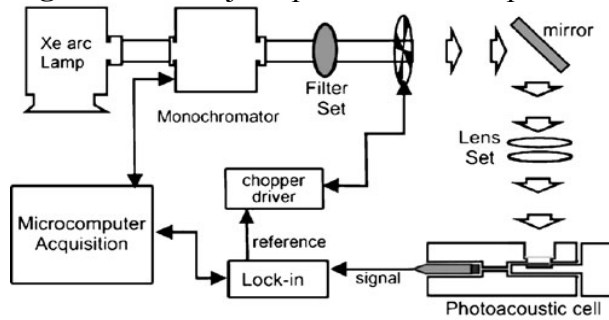 Xe arc
Lamp
Monochromator
Filter
Set
mirror
Lens
Set
chopper
driver
Microcomputer
Acquisition
reference
Lock-in
signal
Photoacoustic cell